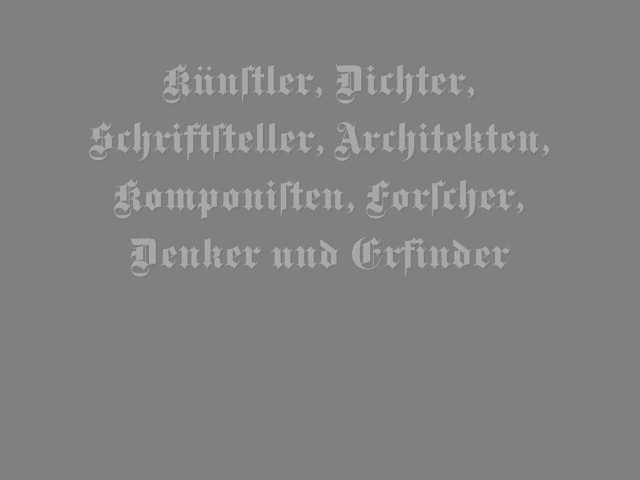 Künſtler, Dichter,
Schriftſteller, Architekten,
Komponiſten, Forſcher,
Denker und Erfinder